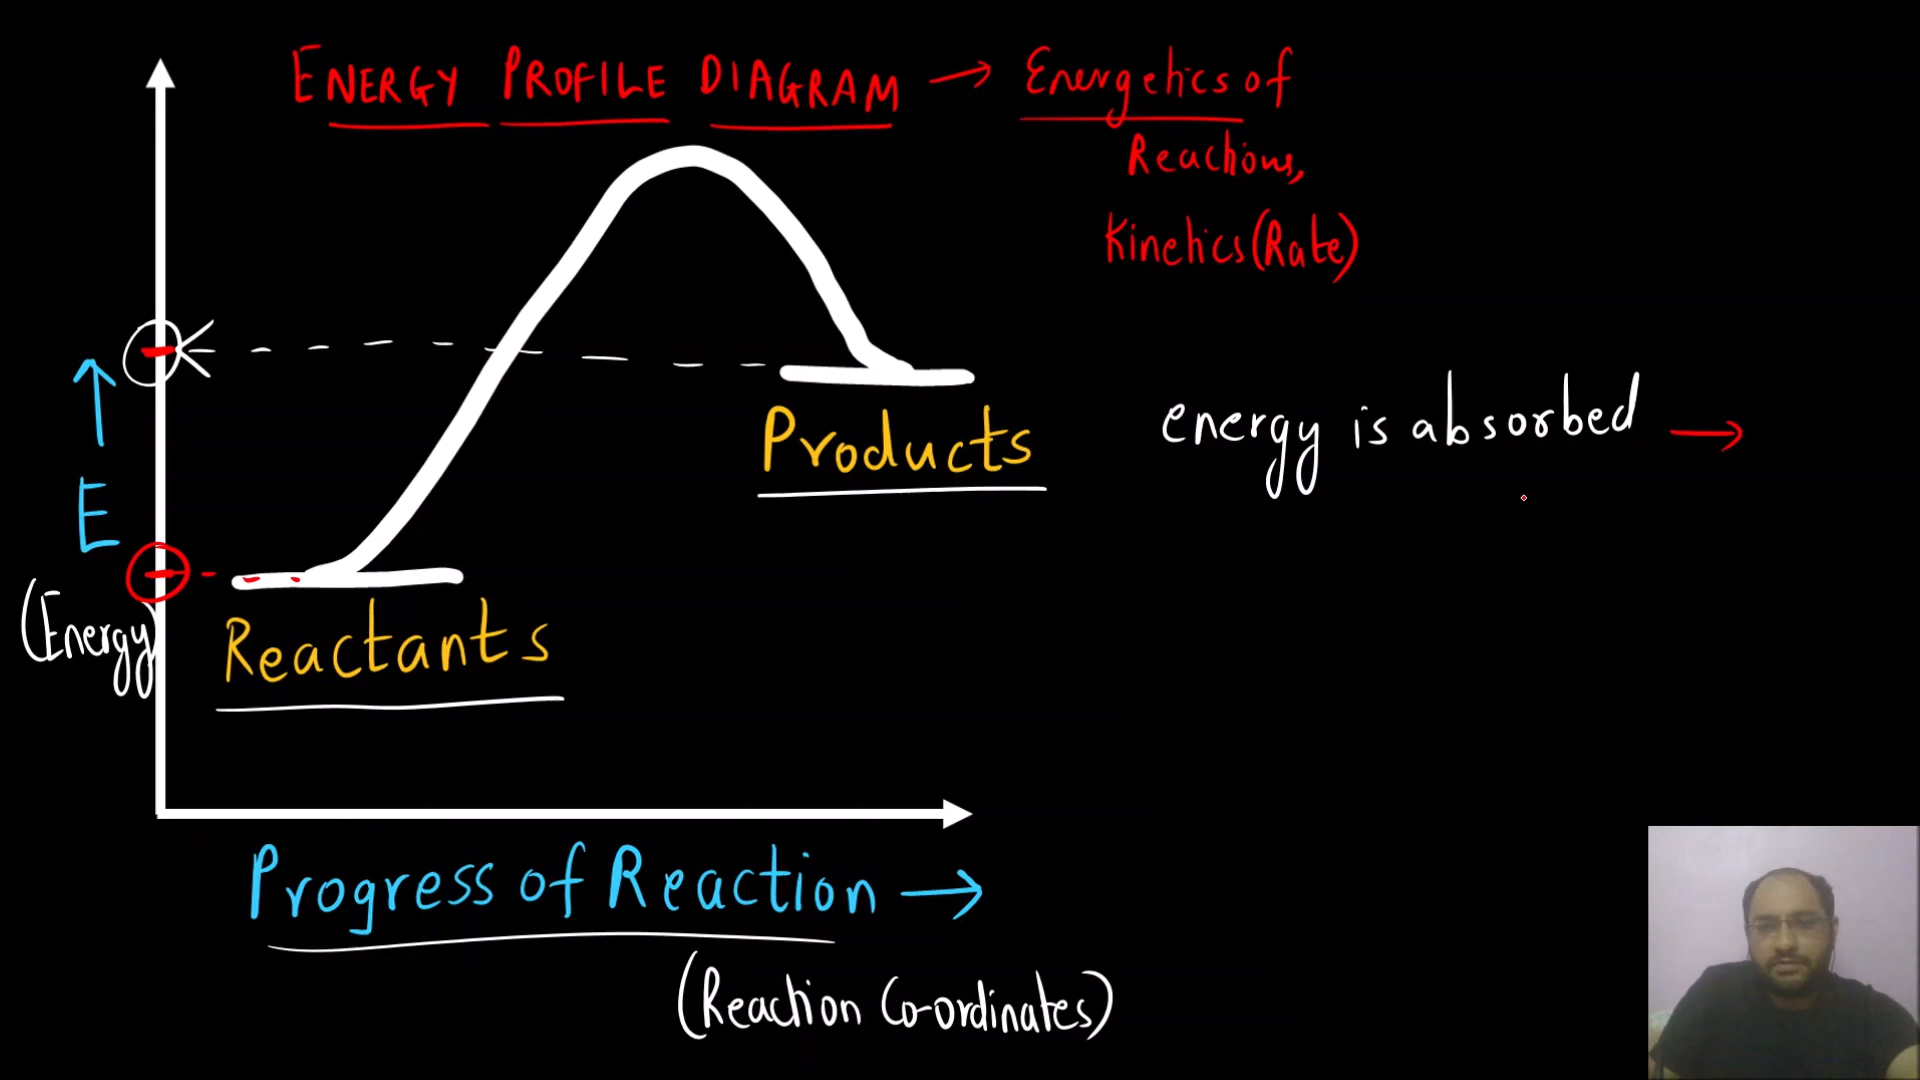 ENERGY PROFILE DIAGRAM → Energetics of
Reactions,
Kinetics (Rate)
Products
energy is absorbed →
E
(Energy)
Reactants
Progress of Reaction →
(Reaction Co-ordinates)